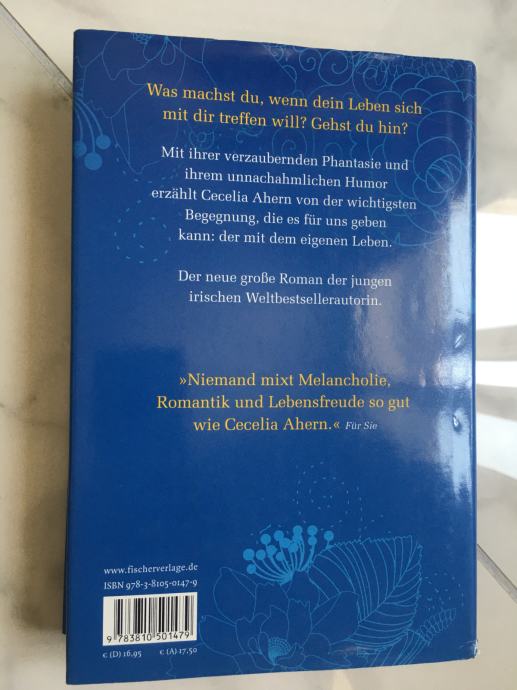 Was machst du, wenn dein Leben sich
mit dir treffen will? Gehst du hin?
Mit ihrer verzaubernden Phantasie und
ihrem unnachahmlichen Humor
erzählt Cecelia Ahern von der wichtigsten
Begegnung, die es für uns geben
kann: der mit dem eigenen Leben.
Der neue große Roman der jungen
irischen Weltbestsellerautorin.
»Niemand mixt Melancholie,
Romantik und Lebensfreude so gut
wie Cecelia Ahern.« Für Sie
www.fischerverlage.de
ISBN 978-3-8105-0147-9
9 783810 501479
€ (D) 16.95 € (A) 17.50